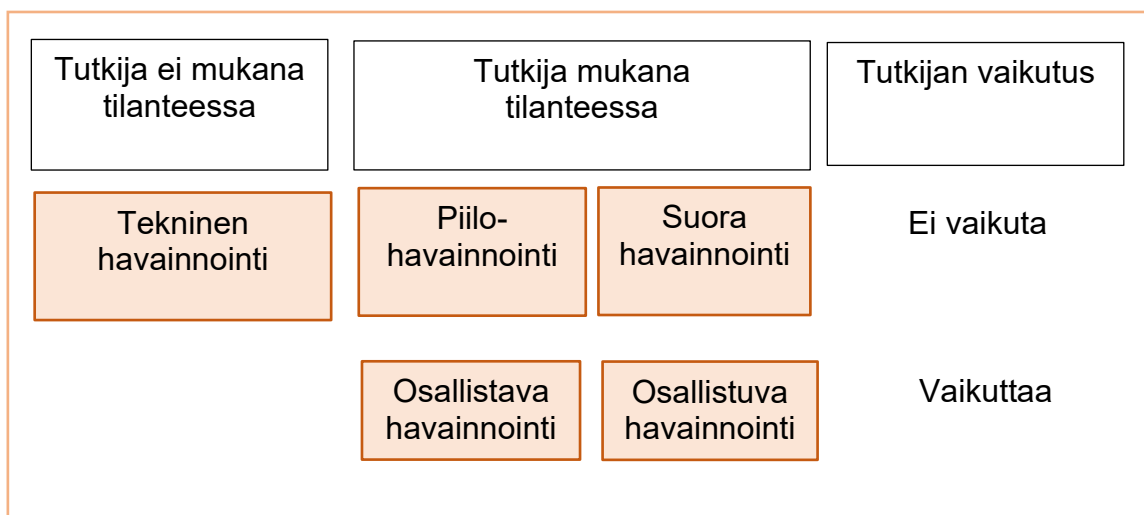 Tutkija ei mukana
tilanteessa
Tutkija mukana
tilanteessa
Tutkijan vaikutus
Tekninen
havainnointi
Piilo-
havainnointi
Suora
havainnointi
Ei vaikuta
Osallistava
havainnointi
Osallistuva
havainnointi
Vaikuttaa